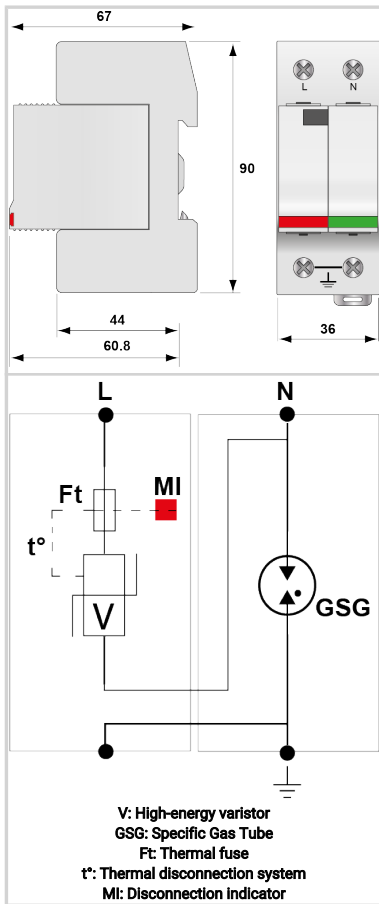 67
90
L N
44
60.8
36
L N
Ft MI
t°
V
GSG
V: High-energy varistor
GSG: Specific Gas Tube
Ft: Thermal fuse
t°: Thermal disconnection system
MI: Disconnection indicator